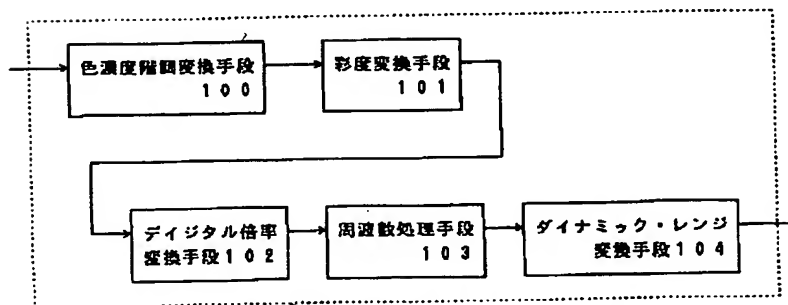 色濃度階調変換手段
100
彩度変換手段
101
ディジタル倍率
変換手段102
周波数処理手段
103
ダイナミック・レンジ
変換手段104